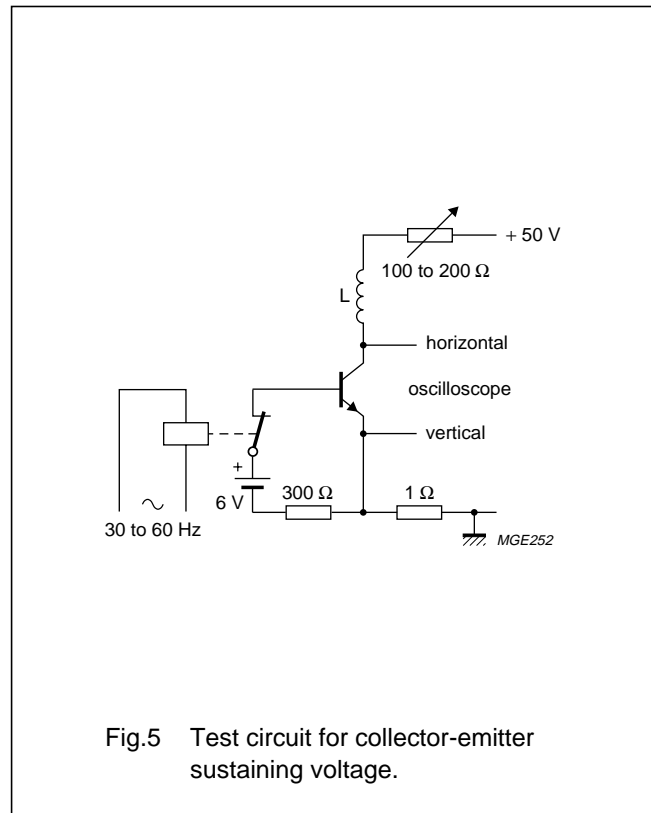 + 50 V
100 to 200 Ω
L
horizontal
oscilloscope
vertical
+
6 V
300 Ω
1 Ω
30 to 60 Hz
MGE252
Fig.5 Test circuit for collector-emitter
sustaining voltage.